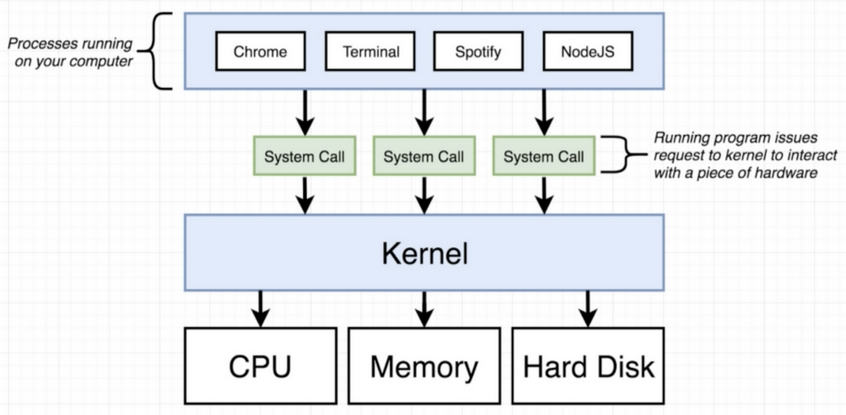 Processes running
on your computer
Chrome
Terminal
Spotify
NodeJS
System Call
System Call
System Call
Running program issues
request to kernel to interact
with a piece of hardware
Kernel
CPU
Memory
Hard Disk